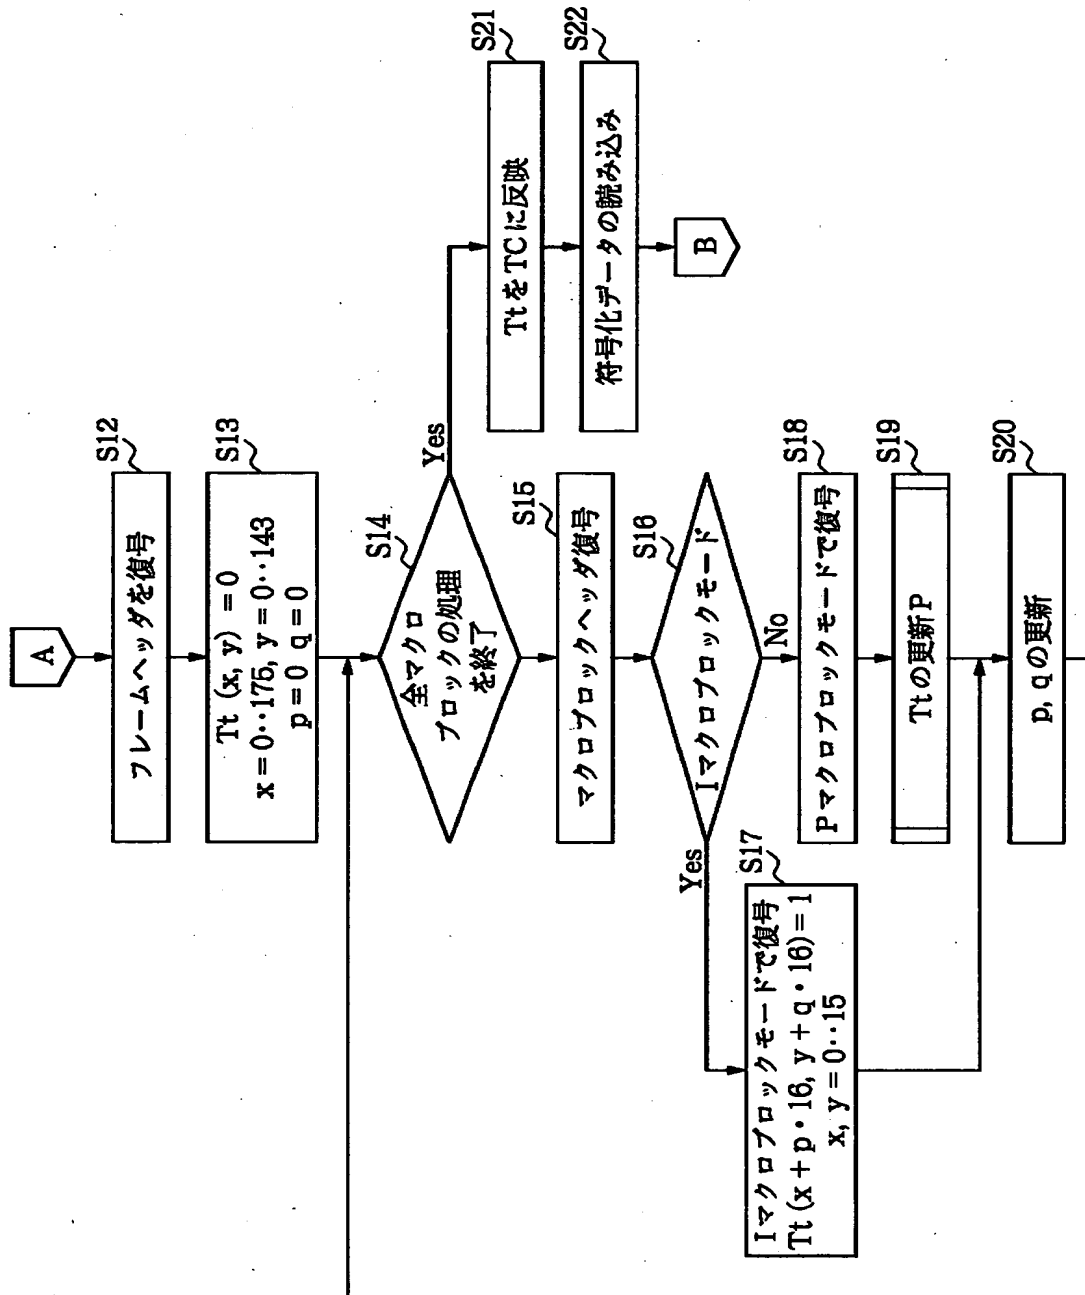 A
フレームヘッダを復号
S12
Tt (x, y) = 0
x = 0‥175, y = 0‥143
p = 0 q = 0
S13
全マクロ
ブロックの処理
を終了
S14
Yes
TtをTCに反映
S21
符号化データの読み込み
S22
B
マクロブロックヘッダ復号
S15
Iマクロブロックモード
S16
Yes
No
Iマクロブロックモードで復号
Tt (x + p・16, y + q・16) = 1
x, y = 0‥15
S17
Pマクロブロックモードで復号
S18
Ttの更新P
S19
p, qの更新
S20